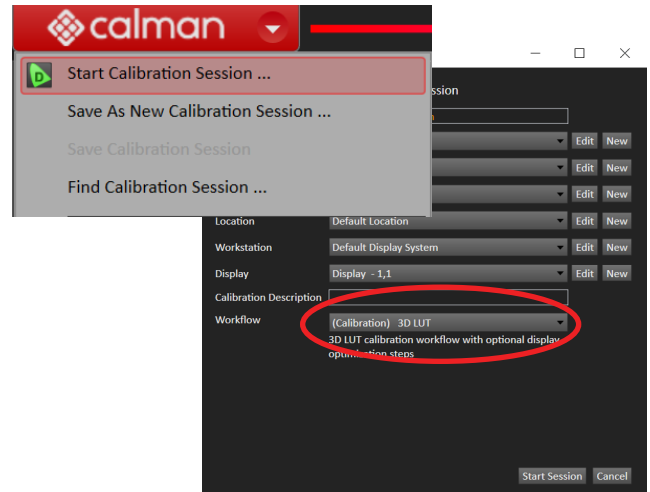 calman
Start Calibration Session ...
Save As New Calibration Session ...
Save Calibration Session
Find Calibration Session ...
ssion
Edit New
Edit New
Edit New
Location Default Location Edit New
Workstation Default Display System Edit New
Display Display - 1,1 Edit New
Calibration Description
Workflow (Calibration) 3D LUT
3D LUT calibration workflow with optional display
optimization steps
Start Session Cancel